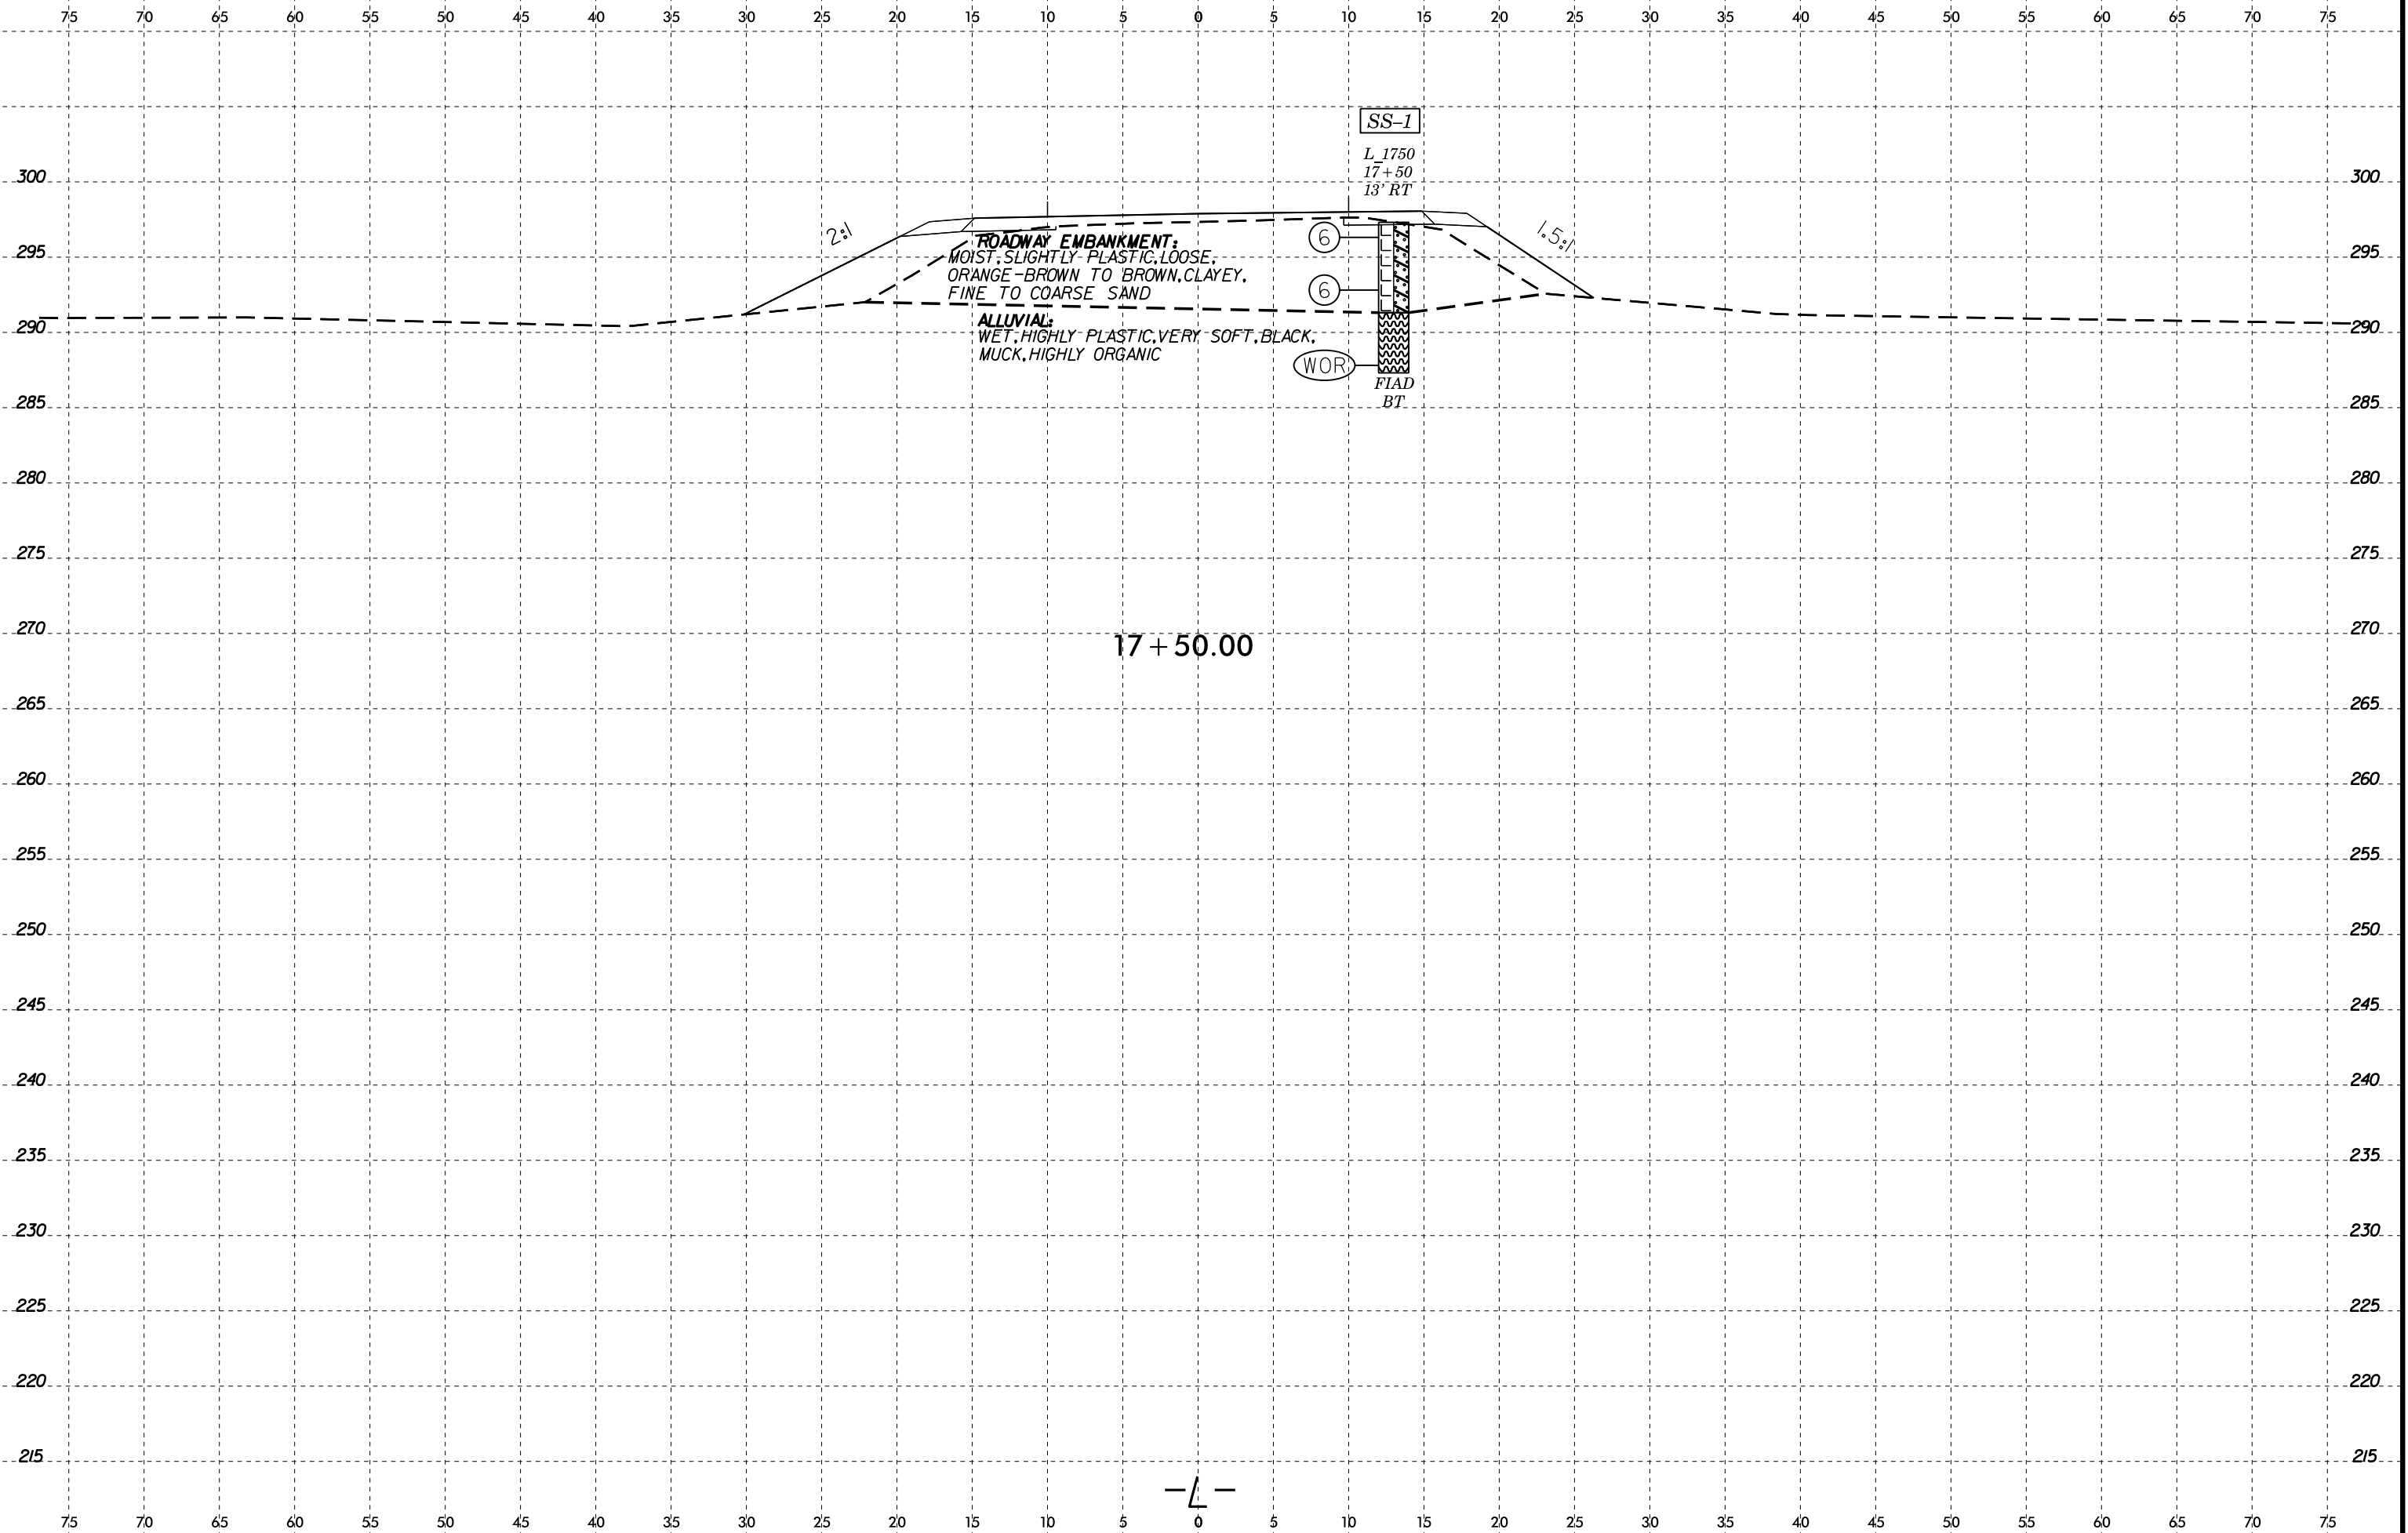 75 70 65 60 55 50 45 40 35 30 25 20 15 10 5 0 5 10 15 20 25 30 35 40 45 50 55 60 65 70 75
SS-1
L_1750
17+50
13' RT
300 300
2:1
1.5:1
295 295
6
ROADWAY EMBANKMENT:
MOIST, SLIGHTLY PLASTIC, LOOSE,
ORANGE-BROWN TO BROWN, CLAYEY,
FINE TO COARSE SAND
6
290 290
ALLUVIAL:
WET, HIGHLY PLASTIC, VERY SOFT, BLACK,
MUCK, HIGHLY ORGANIC
WOR
FIAD
BT
285 285
280 280
275 275
270 270
17+50.00
265 265
260 260
255 255
250 250
245 245
240 240
235 235
230 230
225 225
220 220
215 215
-L-
75 70 65 60 55 50 45 40 35 30 25 20 15 10 5 0 5 10 15 20 25 30 35 40 45 50 55 60 65 70 75